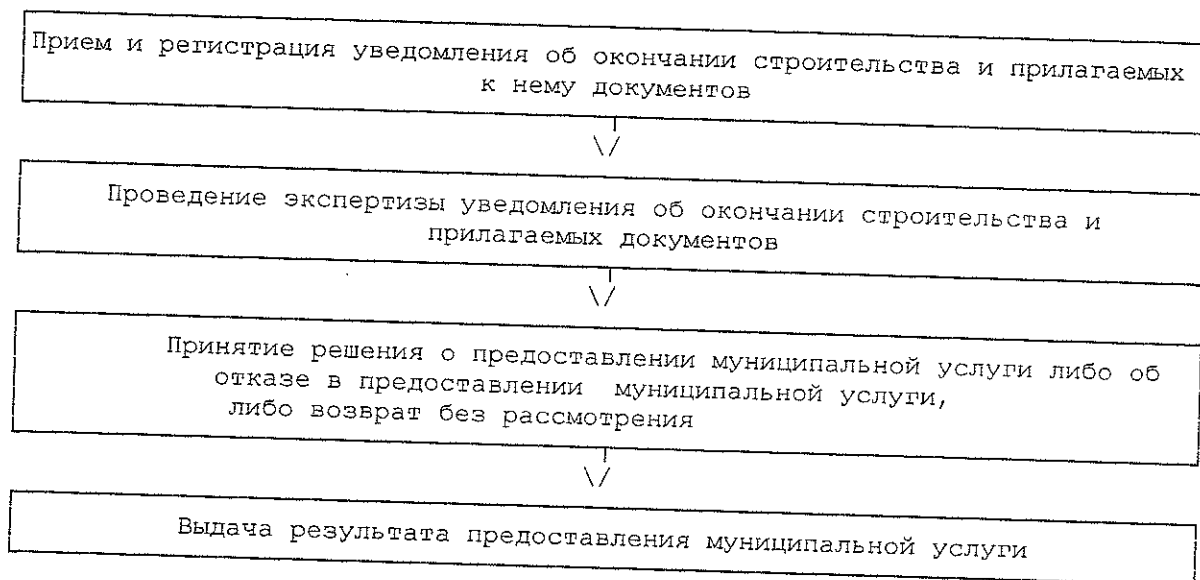 Прием и регистрация уведомления об окончании строительства и прилагаемых
к нему документов
Проведение экспертизы уведомления об окончании строительства и
прилагаемых документов
Принятие решения о предоставлении муниципальной услуги либо об
отказе в предоставлении муниципальной услуги,
либо возврат без рассмотрения
Выдача результата предоставления муниципальной услуги